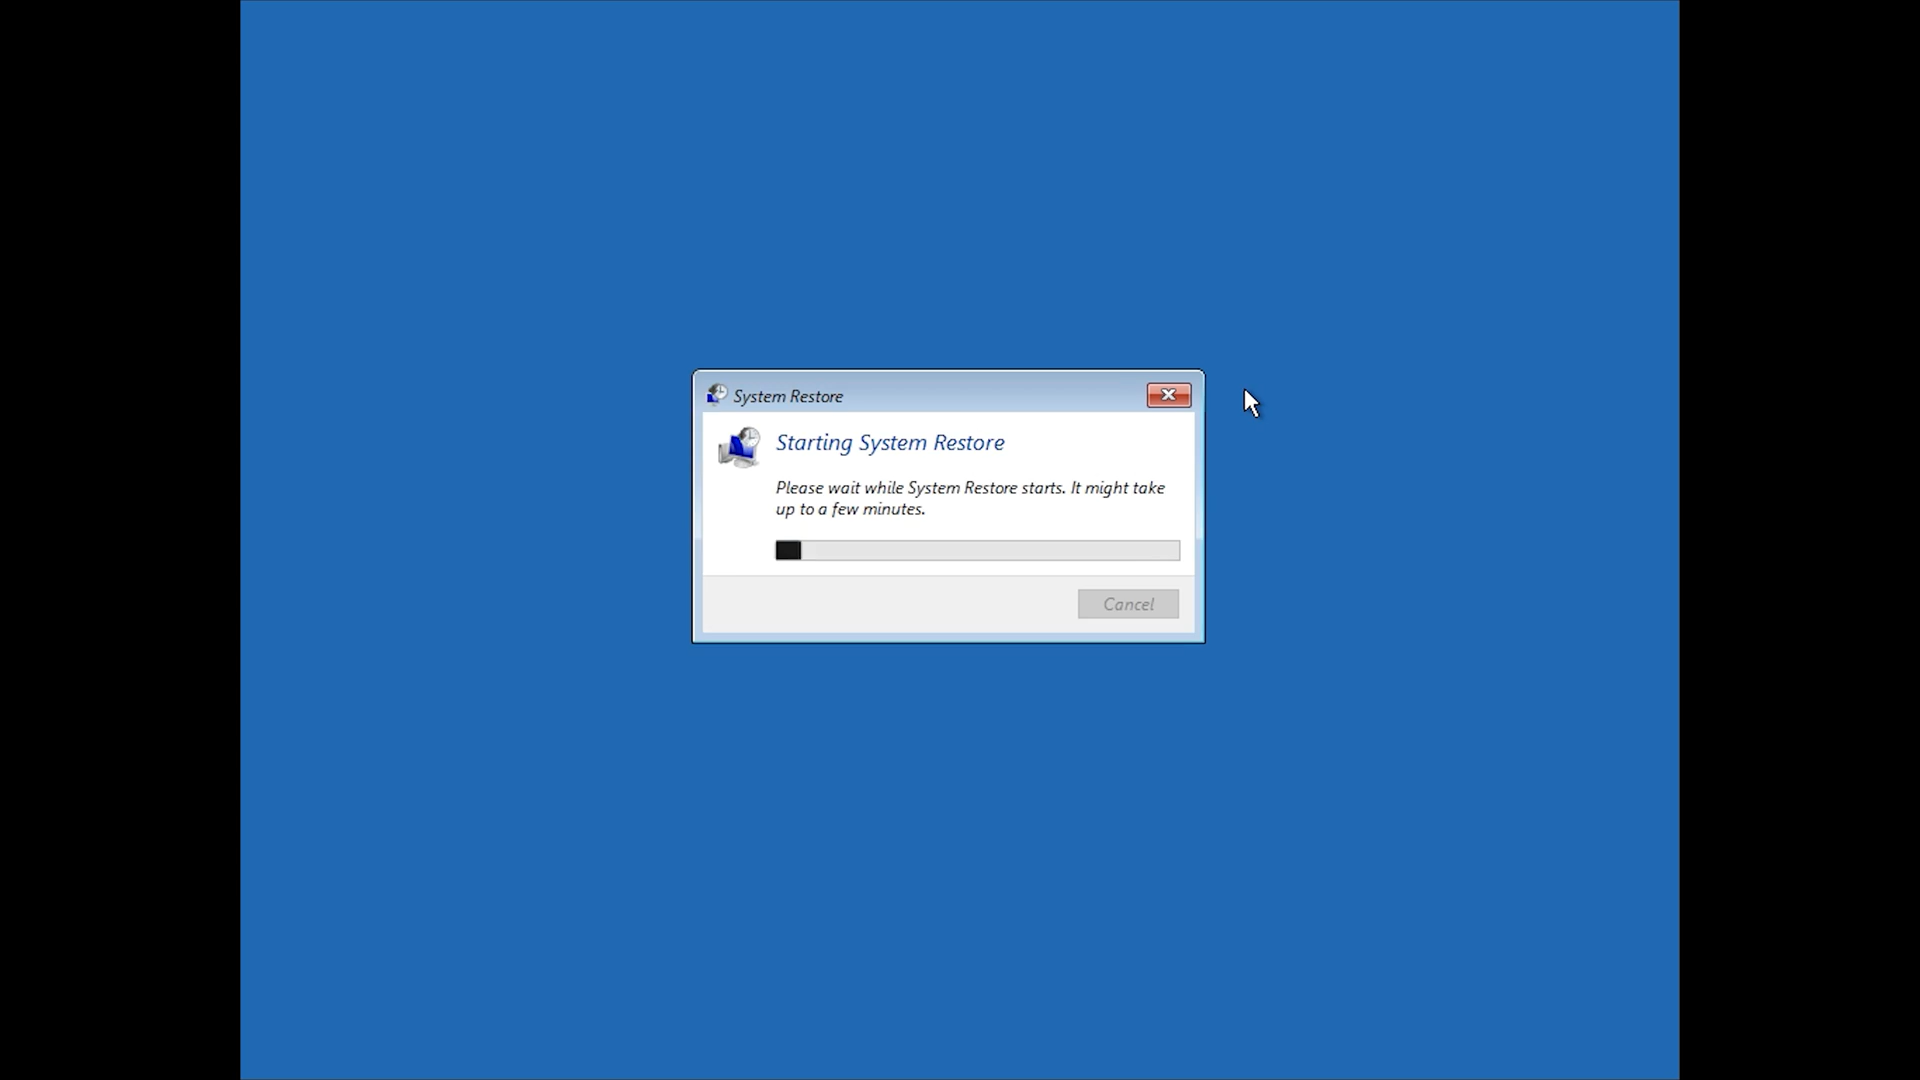 System Restore
Starting System Restore
Please wait while System Restore starts. It might take
up to a few minutes.
Cancel